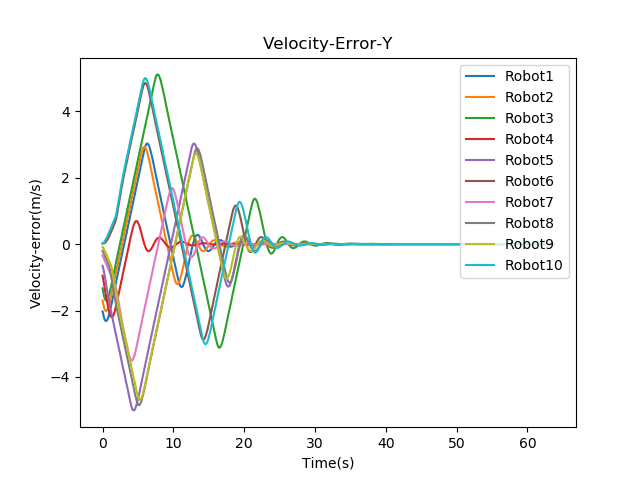 Velocity-Error-Y
Velocity-error(m/s)
4
2
0
−2
−4
0 10 20 30 40 50 60
Time(s)
Robot1
Robot2
Robot3
Robot4
Robot5
Robot6
Robot7
Robot8
Robot9
Robot10